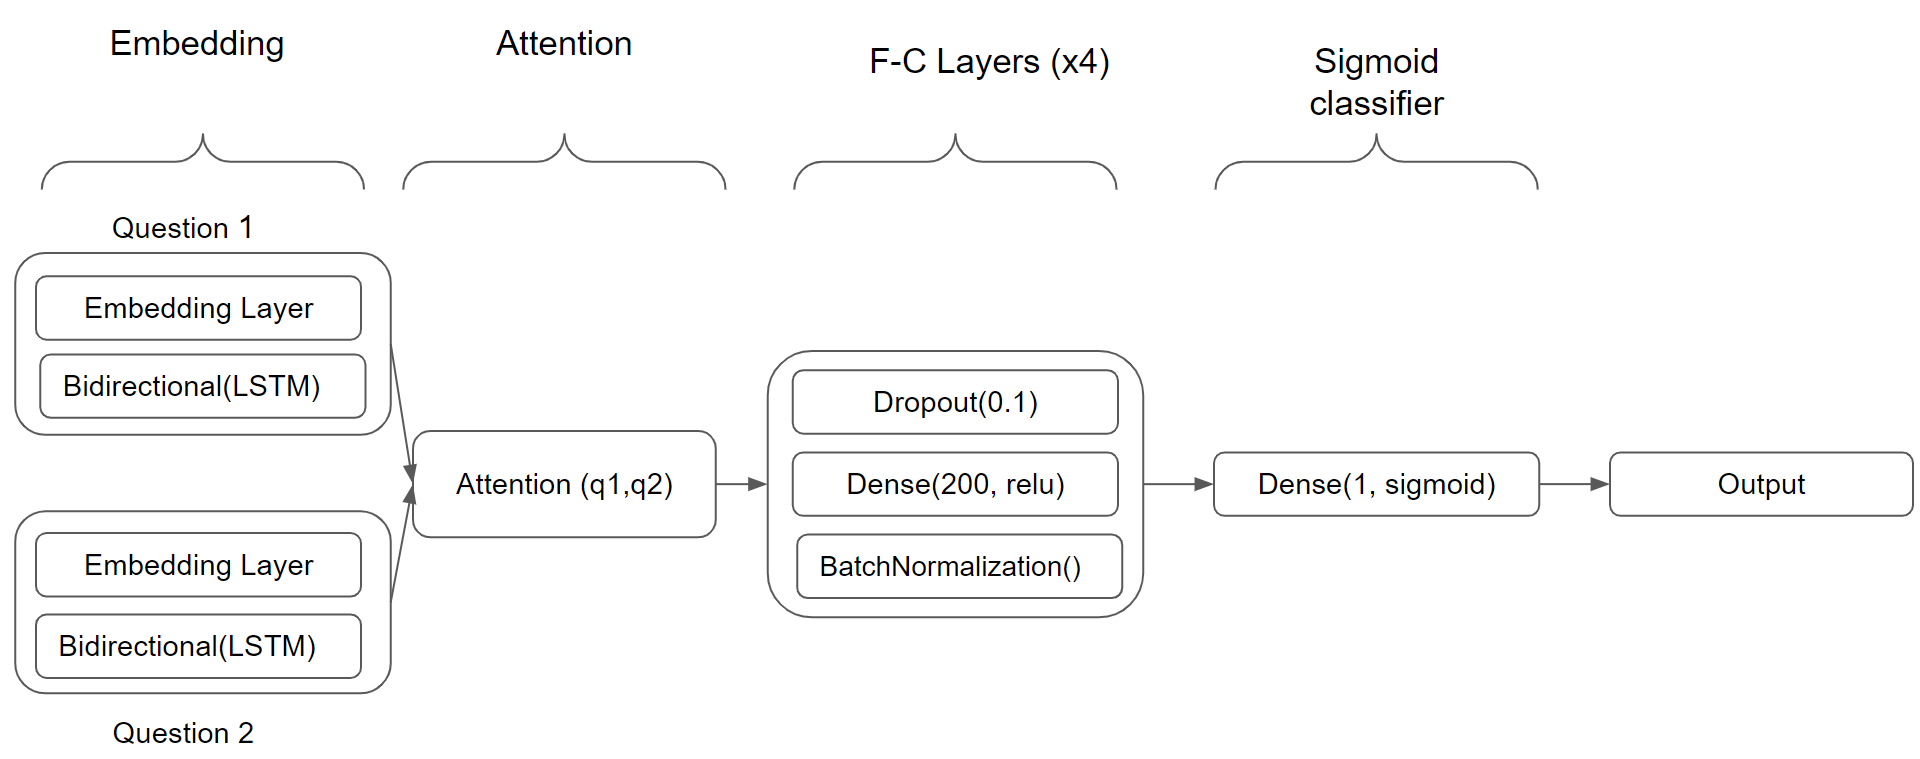 Embedding
Attention
F-C Layers (x4)
Sigmoid
classifier
Question 1
Embedding Layer
Bidirectional(LSTM)
Embedding Layer
Bidirectional(LSTM)
Question 2
Attention (q1,q2)
Dropout(0.1)
Dense(200, relu)
BatchNormalization()
Dense(1, sigmoid)
Output